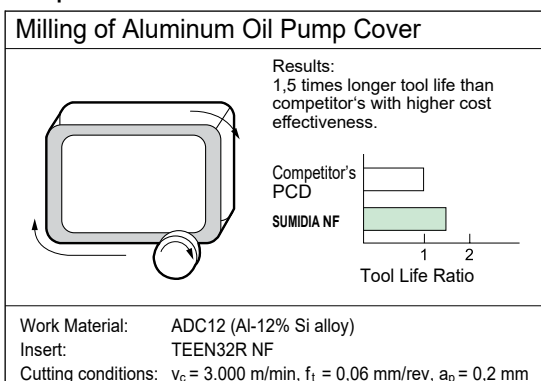 Milling of Aluminum Oil Pump Cover
Results:
1,5 times longer tool life than
competitor‘s with higher cost
effectiveness.
Competitor’s
PCD
SUMIDIA NF
1 2
Tool Life Ratio
Work Material: ADC12 (Al-12% Si alloy)
Insert: TEEN32R NF
Cutting conditions: vc = 3.000 m/min, ft = 0,06 mm/rev, ap = 0,2 mm